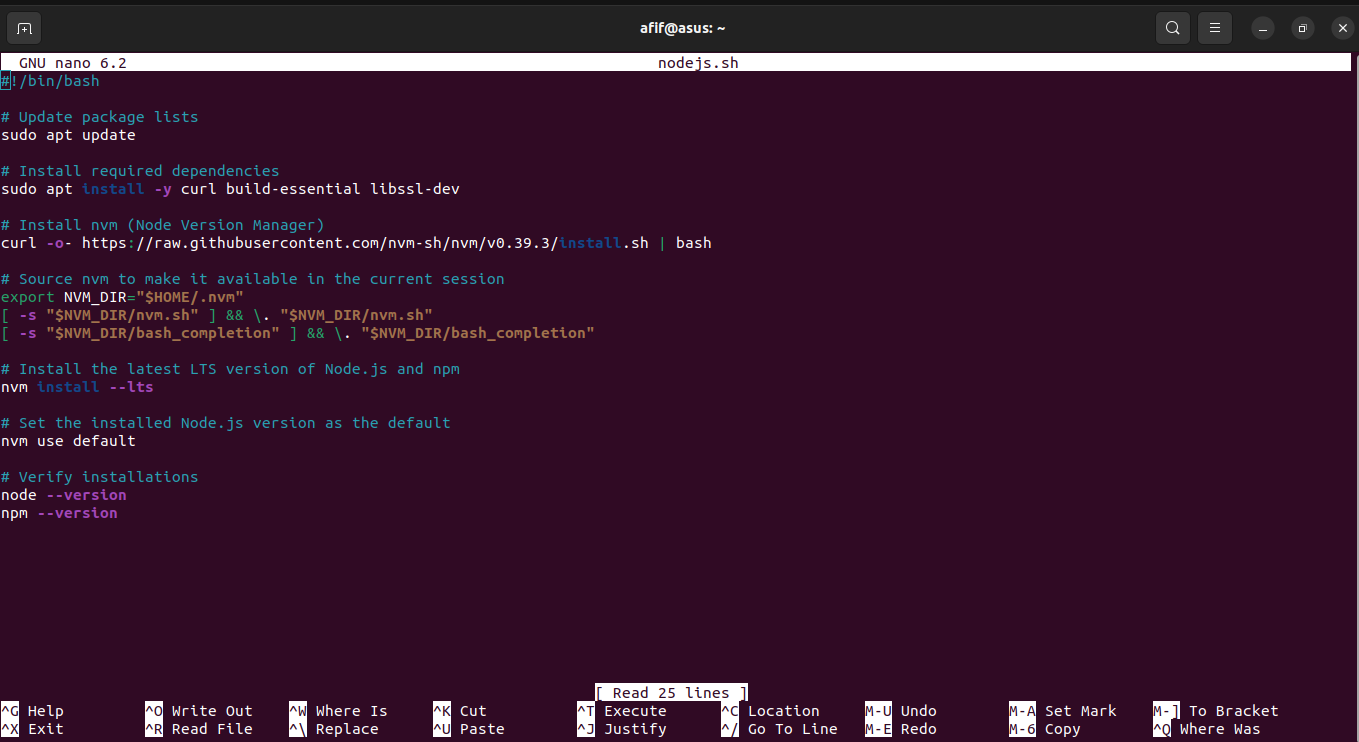 afif@asus: ~
GNU nano 6.2 nodejs.sh
#!/bin/bash
# Update package lists
sudo apt update
# Install required dependencies
sudo apt install -y curl build-essential libssl-dev
# Install nvm (Node Version Manager)
curl -o- https://raw.githubusercontent.com/nvm-sh/nvm/v0.39.3/install.sh | bash
# Source nvm to make it available in the current session
export NVM_DIR="$HOME/.nvm"
[ -s "$NVM_DIR/nvm.sh" ] && \. "$NVM_DIR/nvm.sh"
[ -s "$NVM_DIR/bash_completion" ] && \. "$NVM_DIR/bash_completion"
# Install the latest LTS version of Node.js and npm
nvm install --lts
# Set the installed Node.js version as the default
nvm use default
# Verify installations
node --version
npm --version
[ Read 25 lines ]
^G Help ^O Write Out ^W Where Is ^K Cut ^T Execute ^C Location M-U Undo M-A Set Mark M-] To Bracket
^X Exit ^R Read File ^\ Replace ^U Paste ^J Justify ^/ Go To Line M-E Redo M-6 Copy ^Q Where Was